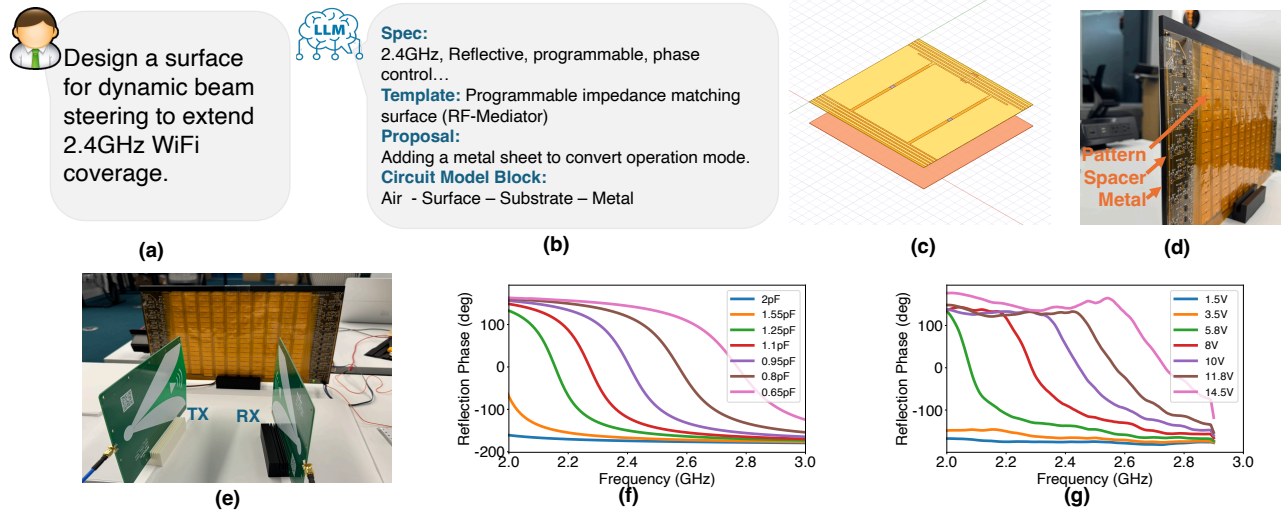 Design a surface
for dynamic beam
steering to extend
2.4GHz WiFi
coverage.
(a)
LLM
Spec:
2.4GHz, Reflective, programmable, phase
control…
Template: Programmable impedance matching
surface (RF-Mediator)
Proposal:
Adding a metal sheet to convert operation mode.
Circuit Model Block:
Air - Surface – Substrate – Metal
(b)
(c)
Pattern
Spacer
Metal
(d)
TX
RX
(e)
Reflection Phase (deg)
100
0
-100
-200
2.0
2.2
2.4
2.6
2.8
3.0
Frequency (GHz)
2pF
1.55pF
1.25pF
1.1pF
0.95pF
0.8pF
0.65pF
(f)
Reflection Phase (deg)
100
0
-100
-200
2.0
2.2
2.4
2.6
2.8
3.0
Frequency (GHz)
1.5V
3.5V
5.8V
8V
10V
11.8V
14.5V
(g)